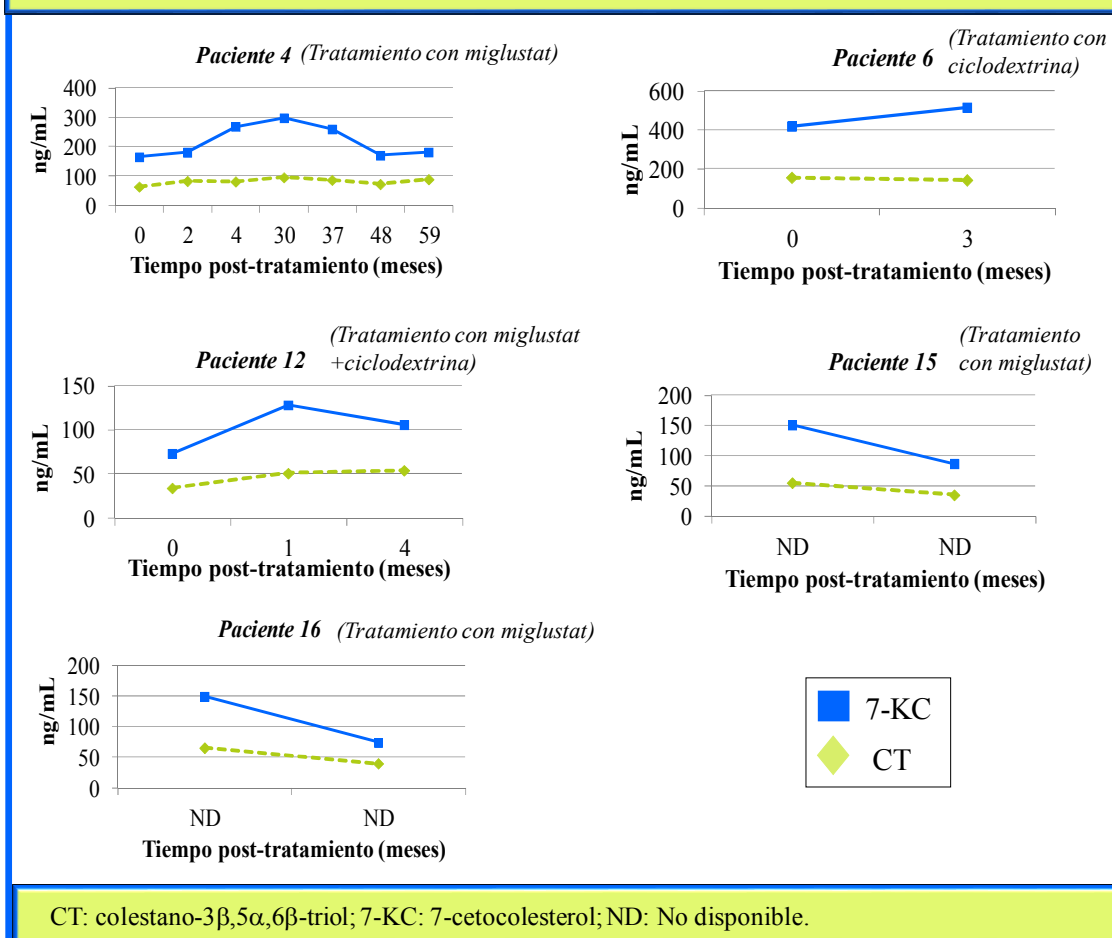 Paciente 4 (Tratamiento con miglustat)
400
300
200
100
0
ng/mL
0 2 4 30 37 48 59
Tiempo post-tratamiento (meses)
Paciente 6 (Tratamiento con
ciclodextrina)
600
400
200
0
ng/mL
0 3
Tiempo post-tratamiento (meses)
Paciente 12 (Tratamiento con miglustat
+ciclodextrina)
150
100
50
0
ng/mL
0 1 4
Tiempo post-tratamiento (meses)
Paciente 15 (Tratamiento
con miglustat)
200
150
100
50
0
ng/mL
ND ND
Tiempo post-tratamiento (meses)
Paciente 16 (Tratamiento con miglustat)
200
150
100
50
0
ng/mL
ND ND
Tiempo post-tratamiento (meses)
7-KC
CT
CT: colestano-3β,5α,6β-triol; 7-KC: 7-cetocolesterol; ND: No disponible.